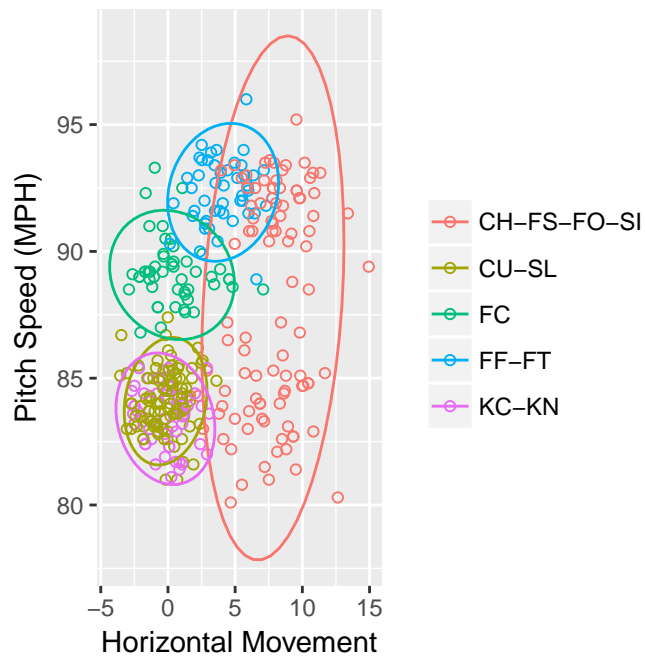 95
90
85
80
−5
0
5
10
15
Pitch Speed (MPH)
Horizontal Movement
CH−FS−FO−SI
CU−SL
FC
FF−FT
KC−KN